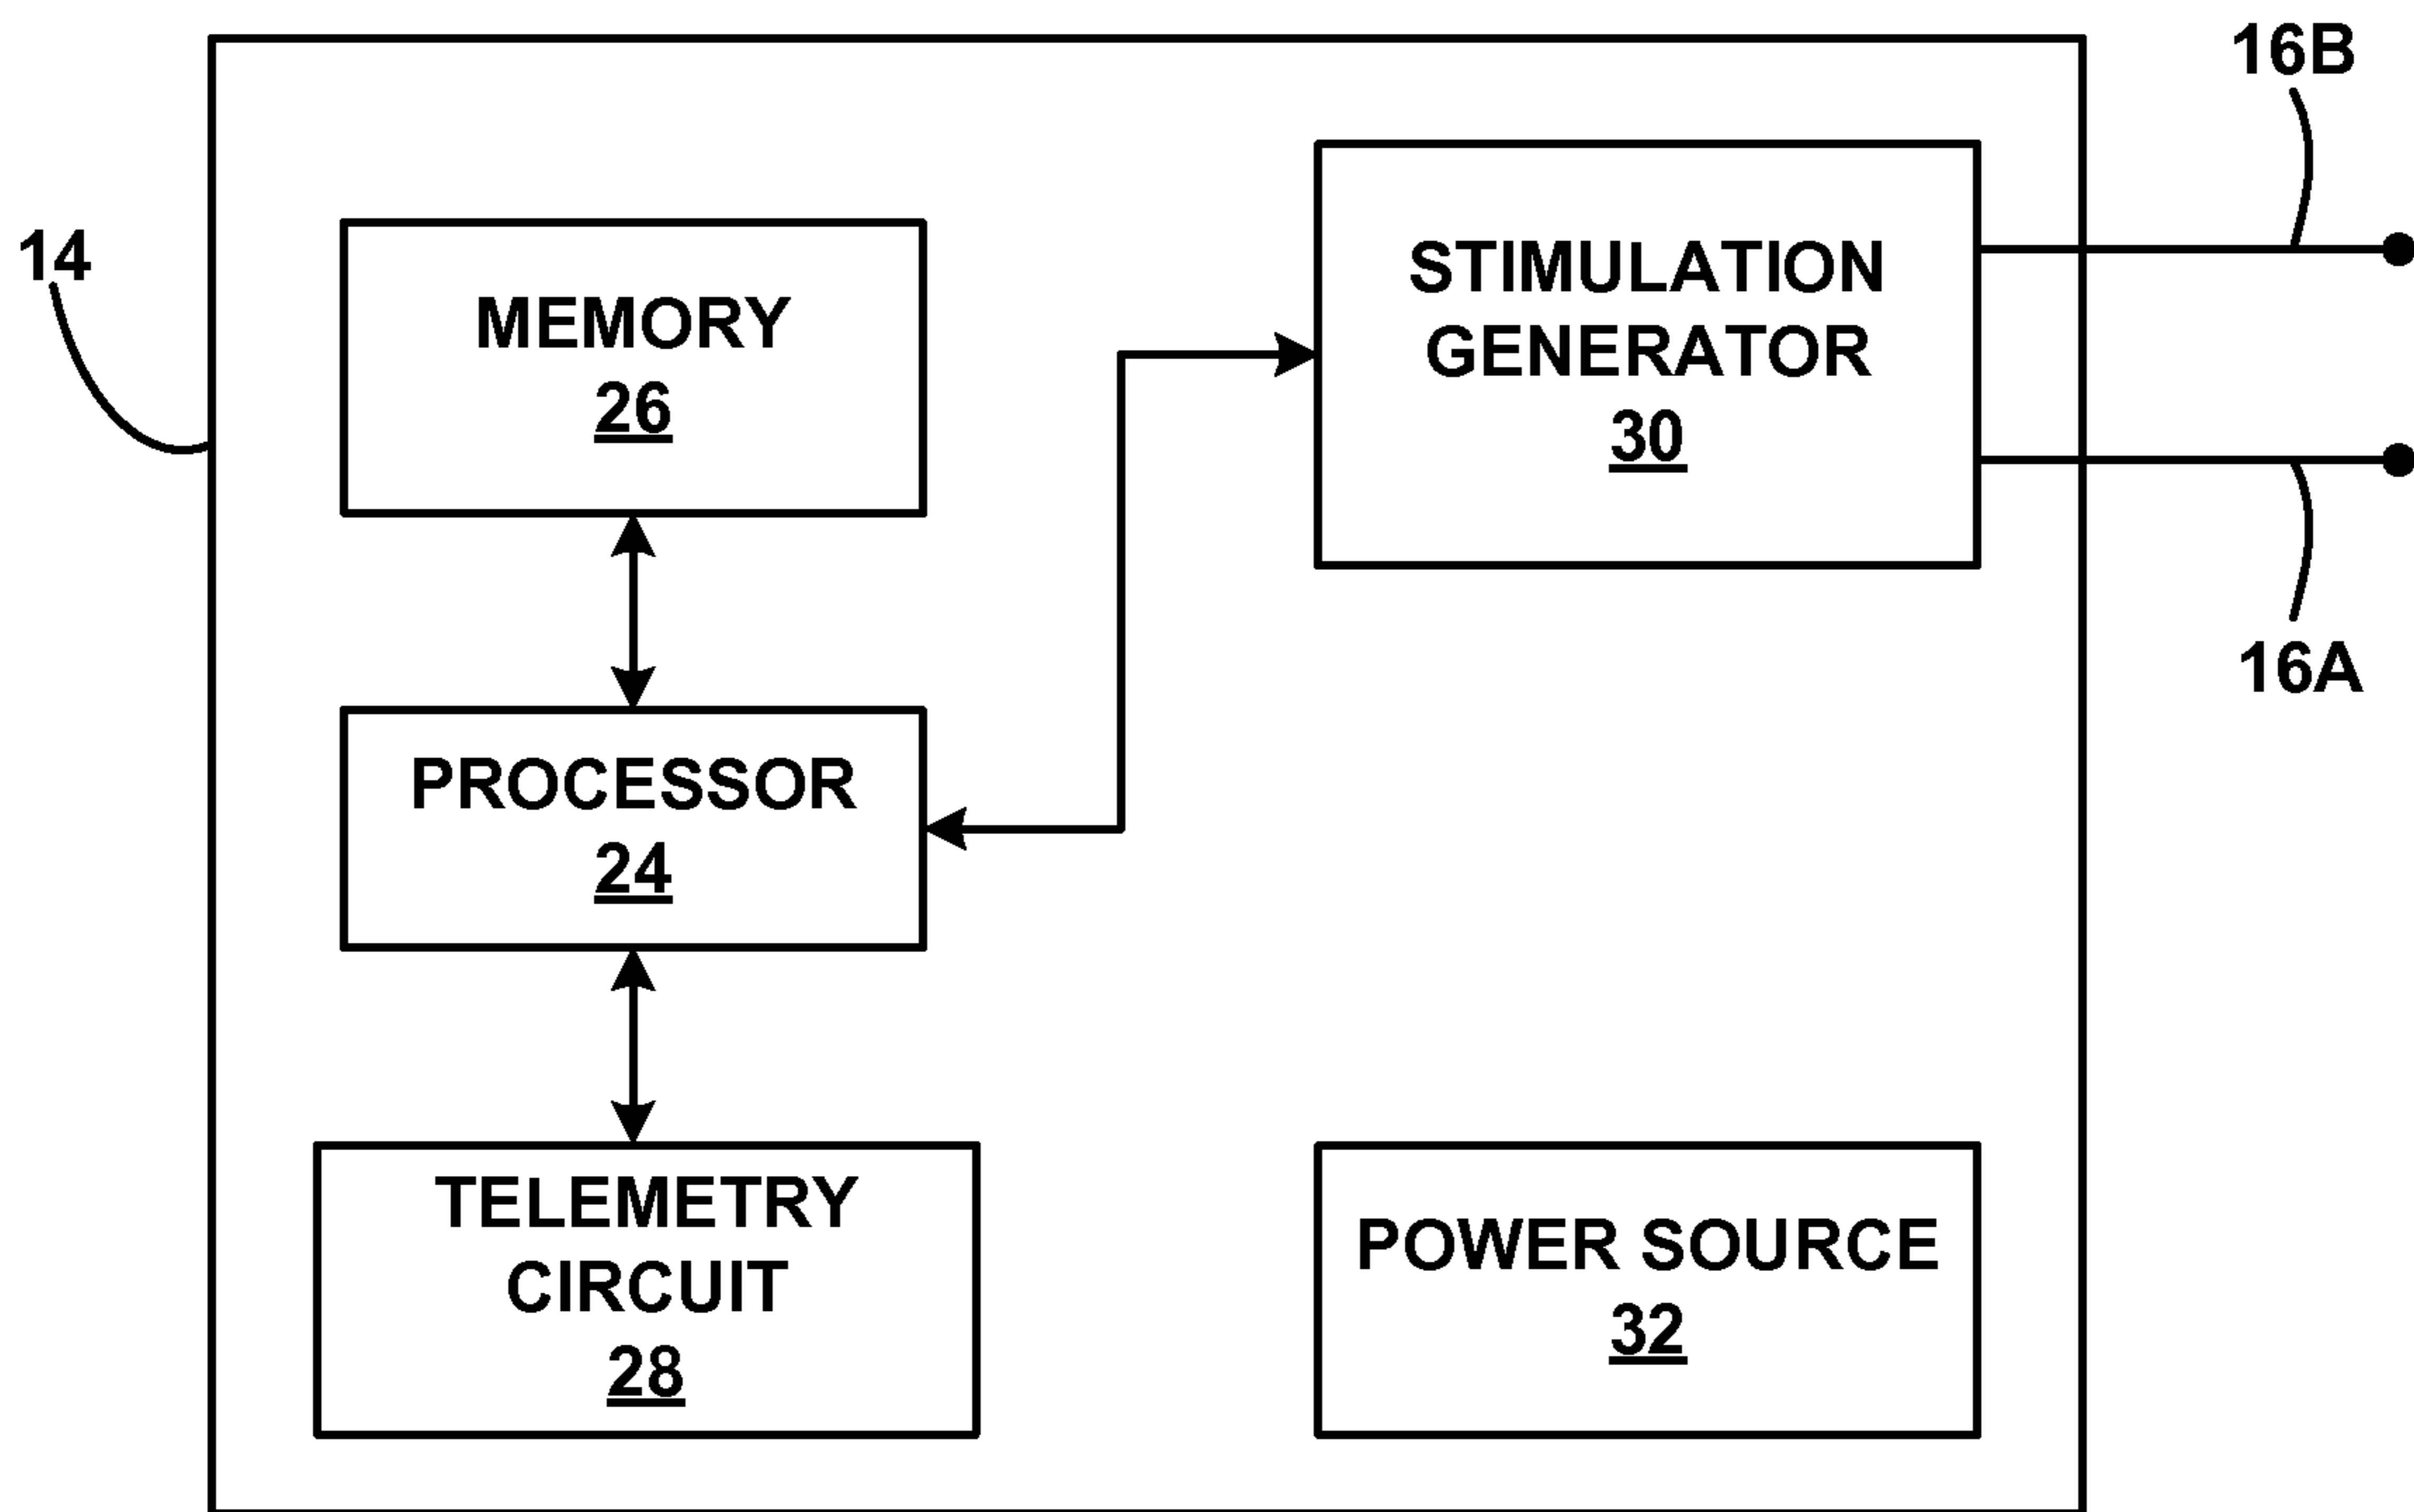 16B
14
MEMORY
26
STIMULATION
GENERATOR
30
16A
PROCESSOR
24
TELEMETRY
CIRCUIT
28
POWER SOURCE
32